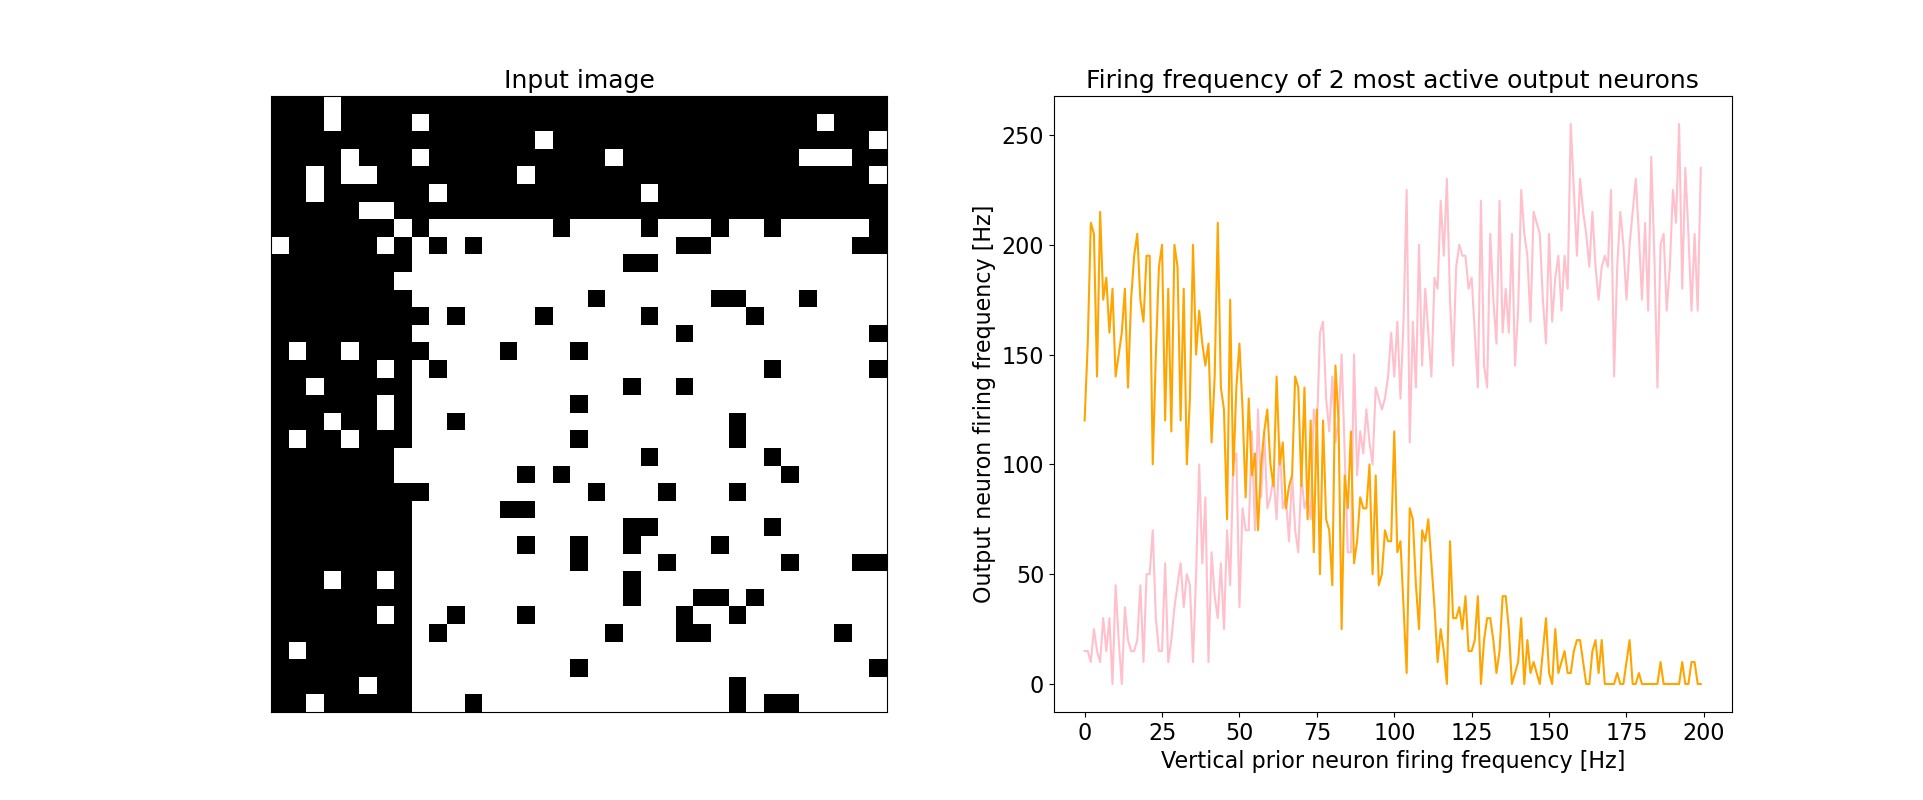 Input image
Firing frequency of 2 most active output neurons
Output neuron firing frequency [Hz]
250
200
150
100
50
0
0 25 50 75 100 125 150 175 200
Vertical prior neuron firing frequency [Hz]